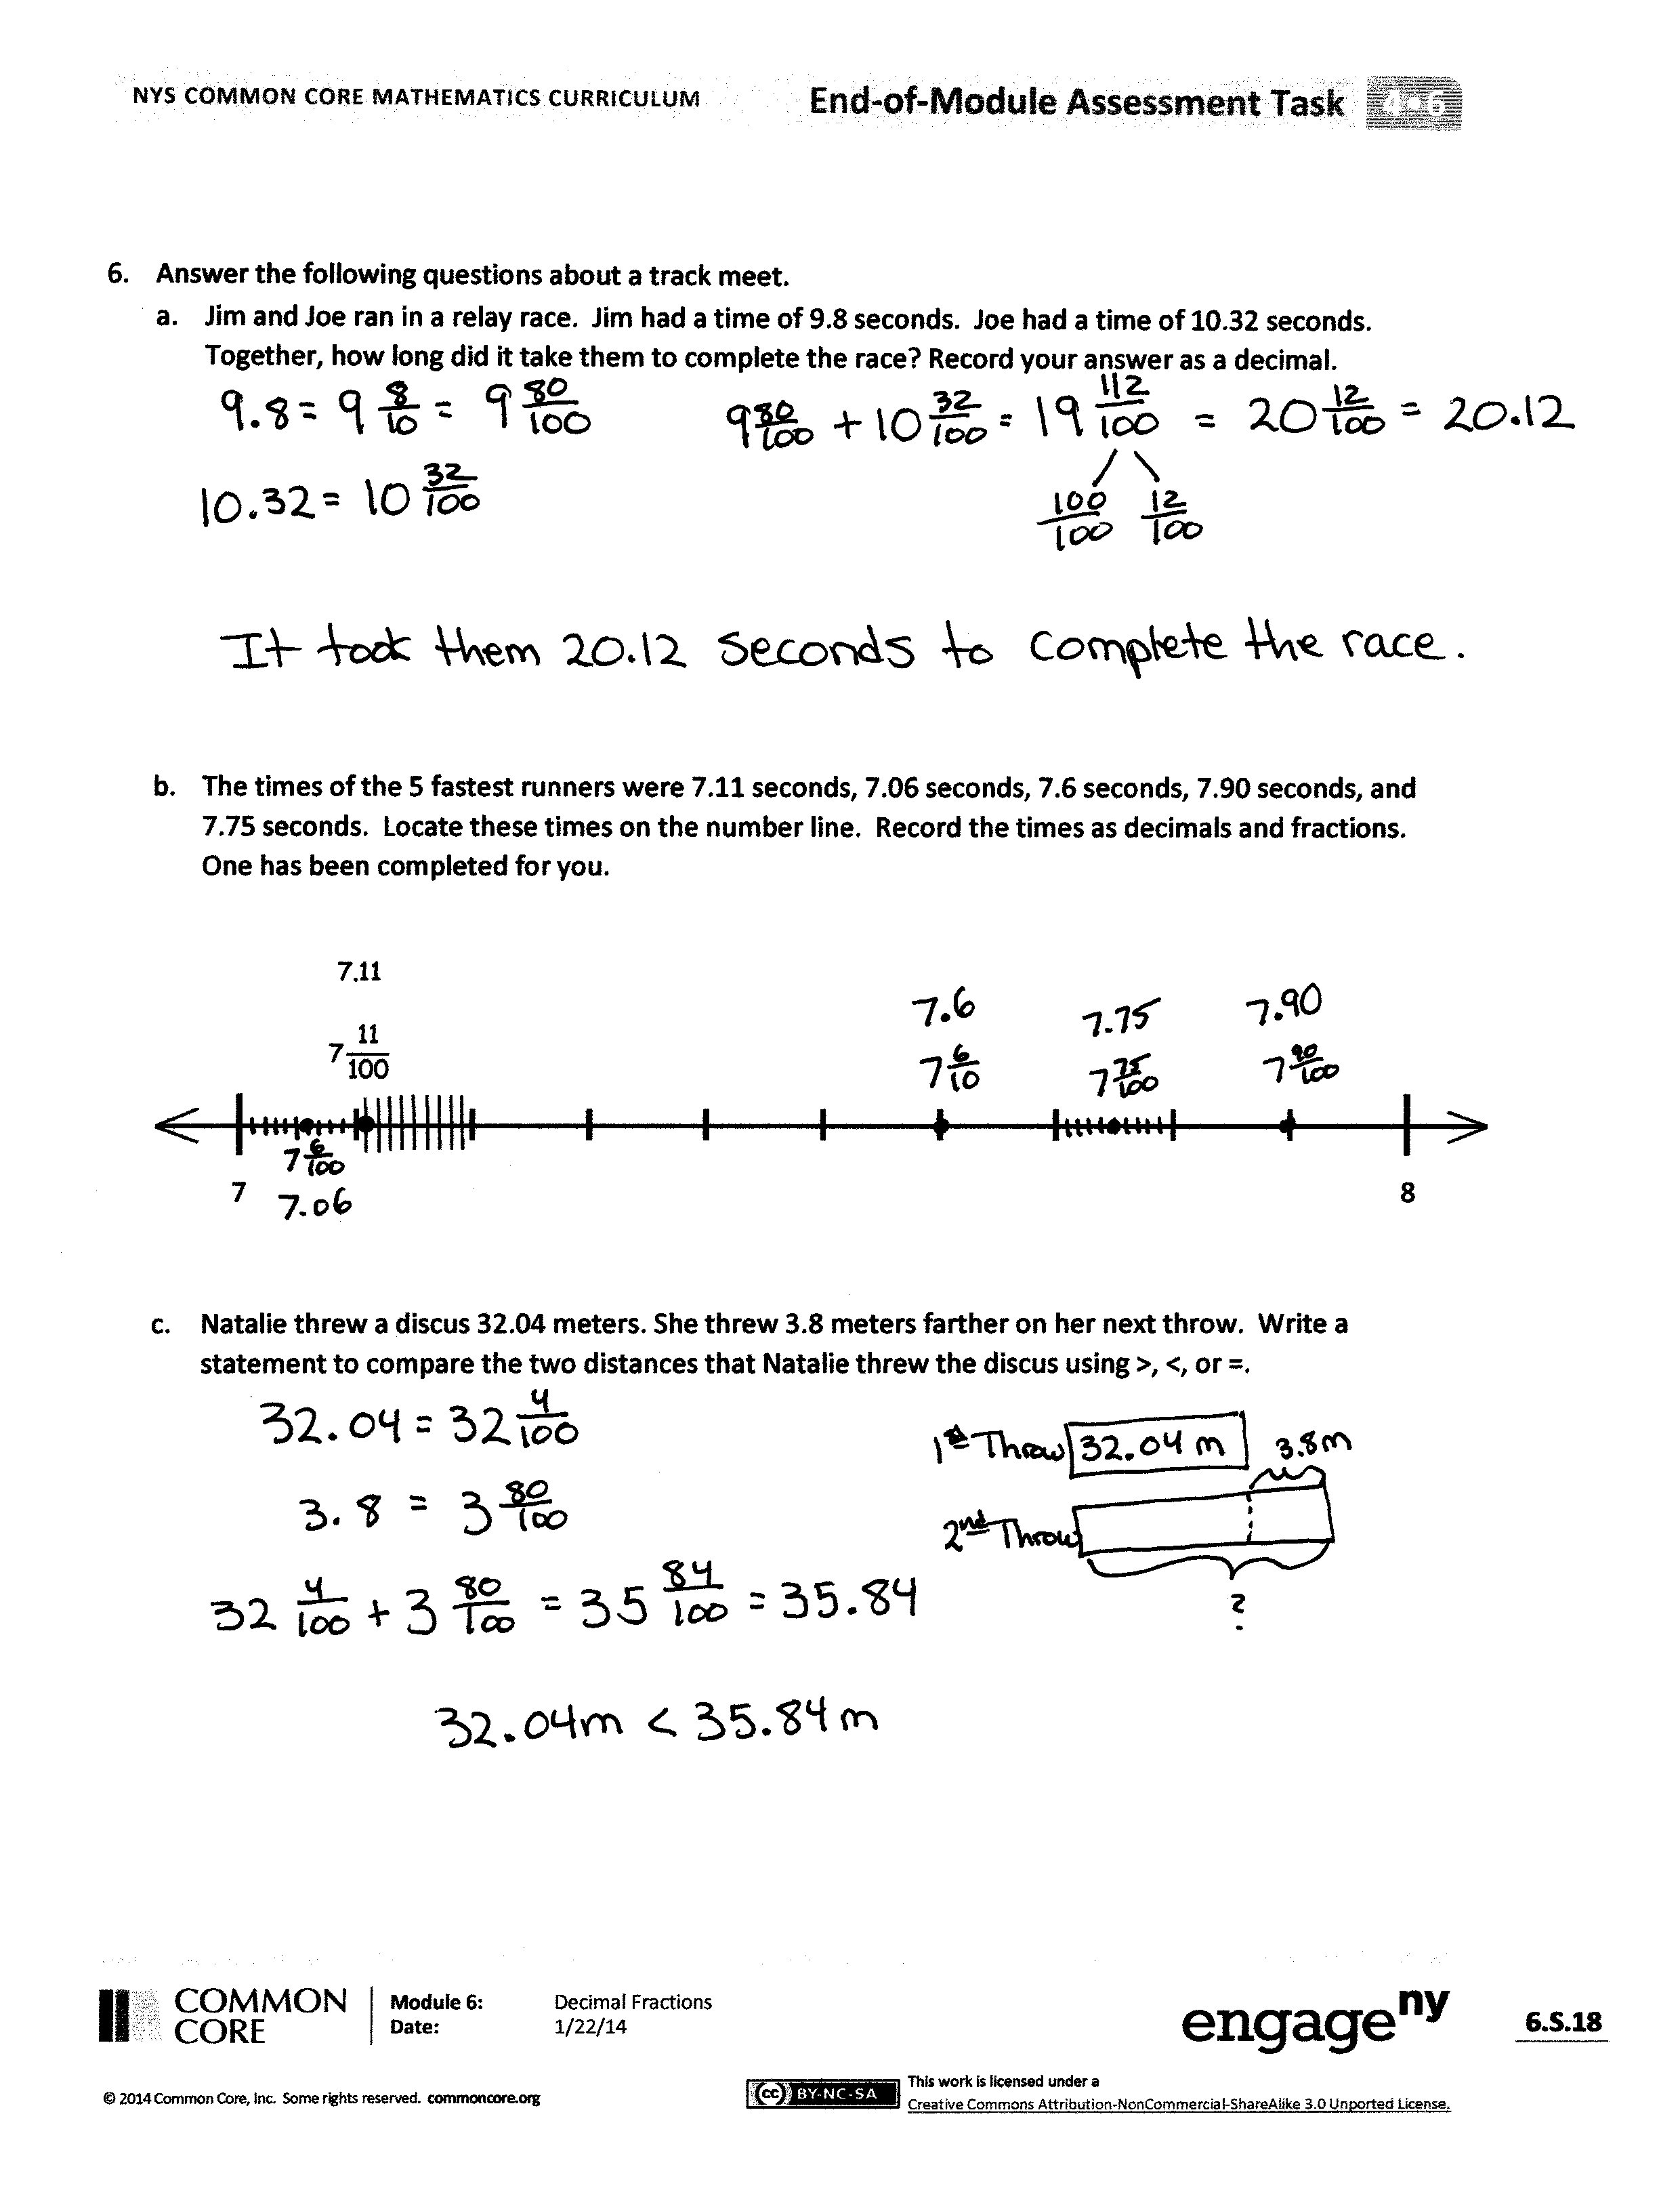 NYS COMMON CORE MATHEMATICS CURRICULUM End-of-Module Assessment Task 4•6
6. Answer the following questions about a track meet.
a. Jim and Joe ran in a relay race. Jim had a time of 9.8 seconds. Joe had a time of 10.32 seconds.
Together, how long did it take them to complete the race? Record your answer as a decimal.
9.8 = 9 8/10 = 9 80/100 9 80/100 + 10 32/100 = 19 112/100 = 20 12/100 = 20.12
10.32 = 10 32/100 100/100 12/100
It took them 20.12 seconds to complete the race.
b. The times of the 5 fastest runners were 7.11 seconds, 7.06 seconds, 7.6 seconds, 7.90 seconds, and
7.75 seconds. Locate these times on the number line. Record the times as decimals and fractions.
One has been completed for you.
7.11 7.6 7.75 7.90
7 11/100 7 6/10 7 75/100 7 90/100
7 6/100
7 7.06 8
c. Natalie threw a discus 32.04 meters. She threw 3.8 meters farther on her next throw. Write a
statement to compare the two distances that Natalie threw the discus using >, <, or =.
32.04 = 32 4/100 1st Throw 32.04 m 3.8m
3.8 = 3 80/100 2nd Throw
32 4/100 + 3 80/100 = 35 84/100 = 35.84 ?
32.04m < 35.84m
COMMON CORE Module 6: Decimal Fractions
Date: 1/22/14
engageny 6.S.18
© 2014 Common Core, Inc. Some rights reserved. commoncore.org
cc BY-NC-SA This work is licensed under a
Creative Commons Attribution-NonCommercial-ShareAlike 3.0 Unported License.